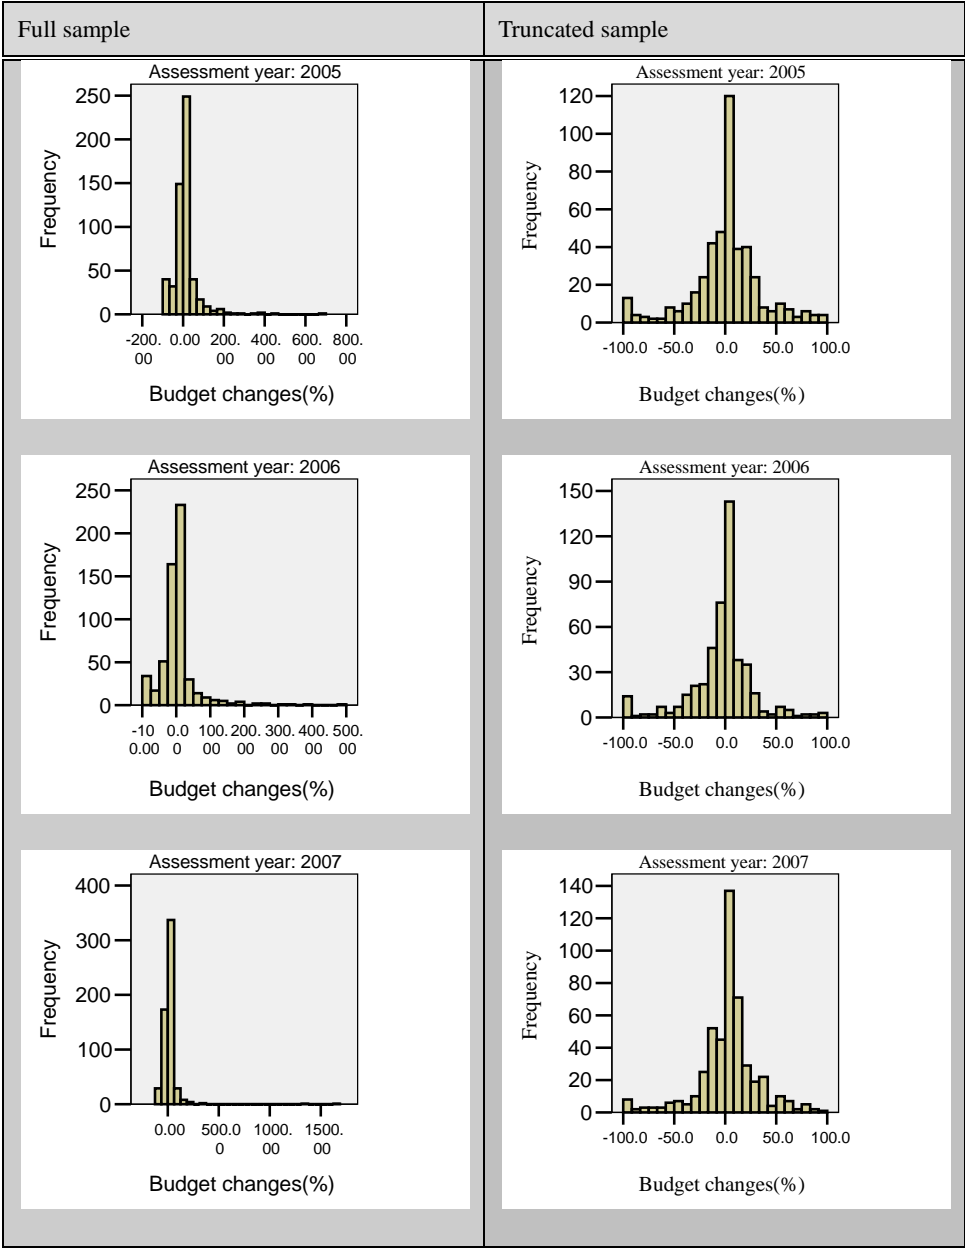 Full sample
Truncated sample
Assessment year: 2005
250
200
150
100
50
0
Frequency
-200. 0.00 200. 400. 600. 800.
00 00 00 00 00
Budget changes(%)
Assessment year: 2005
120
100
80
60
40
20
0
Frequency
-100.0 -50.0 0.0 50.0 100.0
Budget changes(%)
Assessment year: 2006
250
200
150
100
50
0
Frequency
-10 0.0 100. 200. 300. 400. 500.
0.00 0 00 00 00 00 00
Budget changes(%)
Assessment year: 2006
150
120
90
60
30
0
Frequency
-100.0 -50.0 0.0 50.0 100.0
Budget changes(%)
Assessment year: 2007
400
300
200
100
0
Frequency
0.00 500.0 1000. 1500.
0 00 00
Budget changes(%)
Assessment year: 2007
140
120
100
80
60
40
20
0
Frequency
-100.0 -50.0 0.0 50.0 100.0
Budget changes(%)